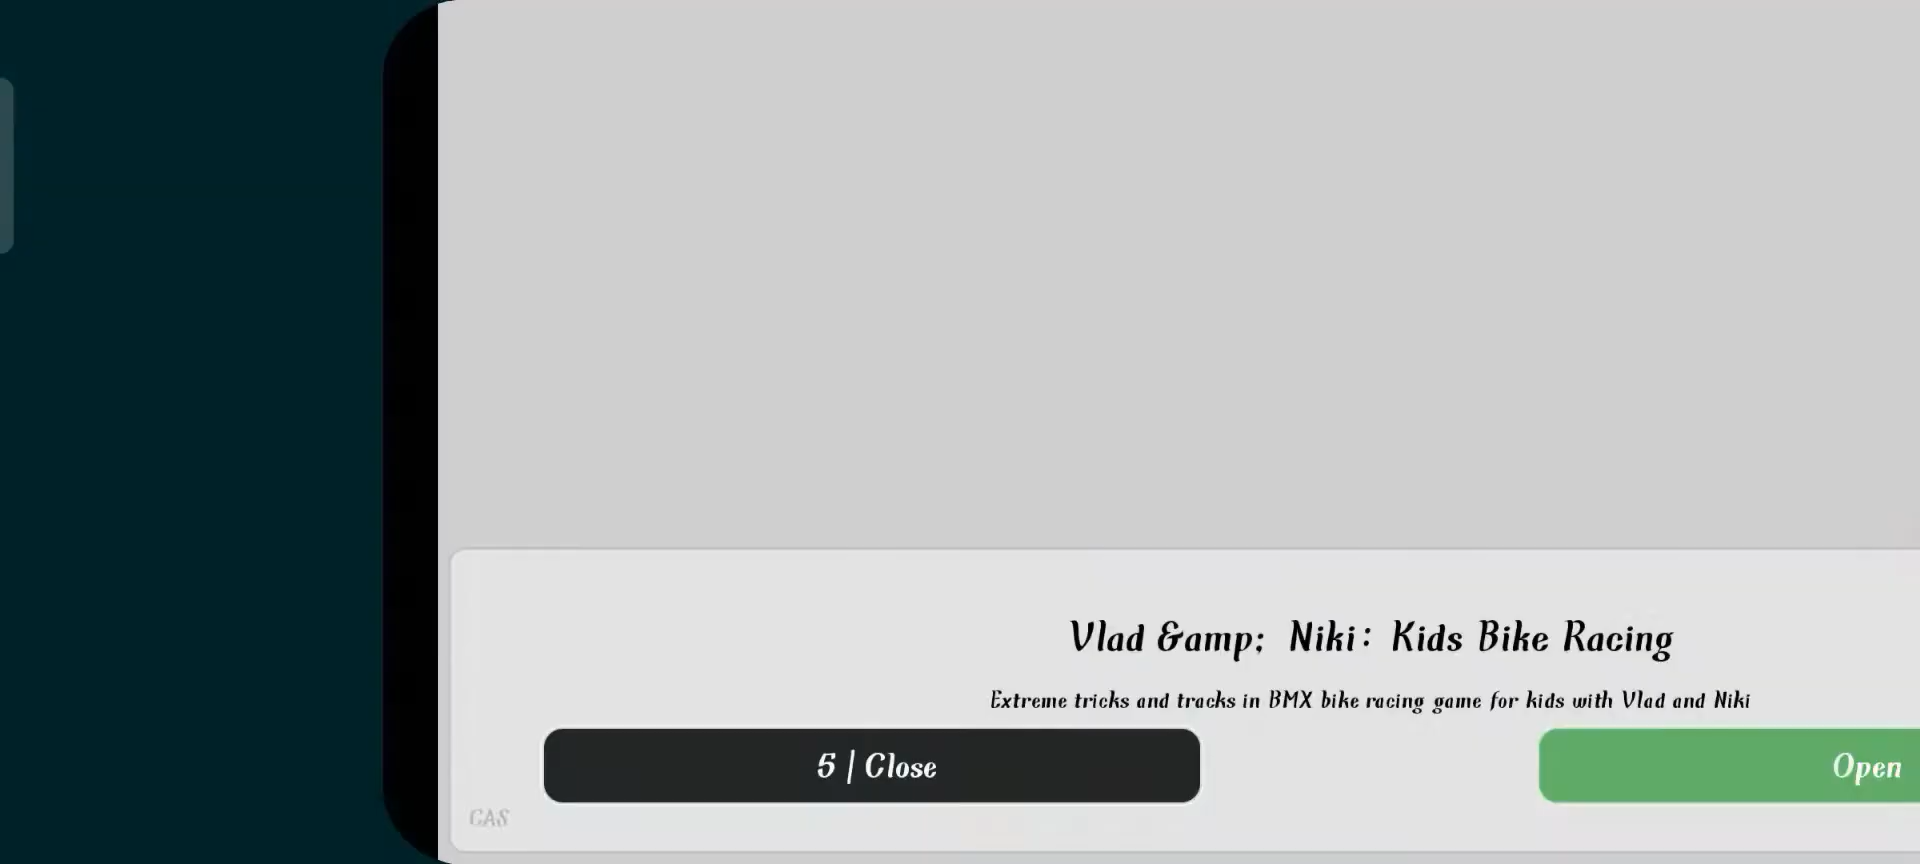 Vlad &amp; Niki: Kids Bike Racing
Extreme tricks and tracks in BMX bike racing game for kids with Vlad and Niki
5 | Close
Open
CAS